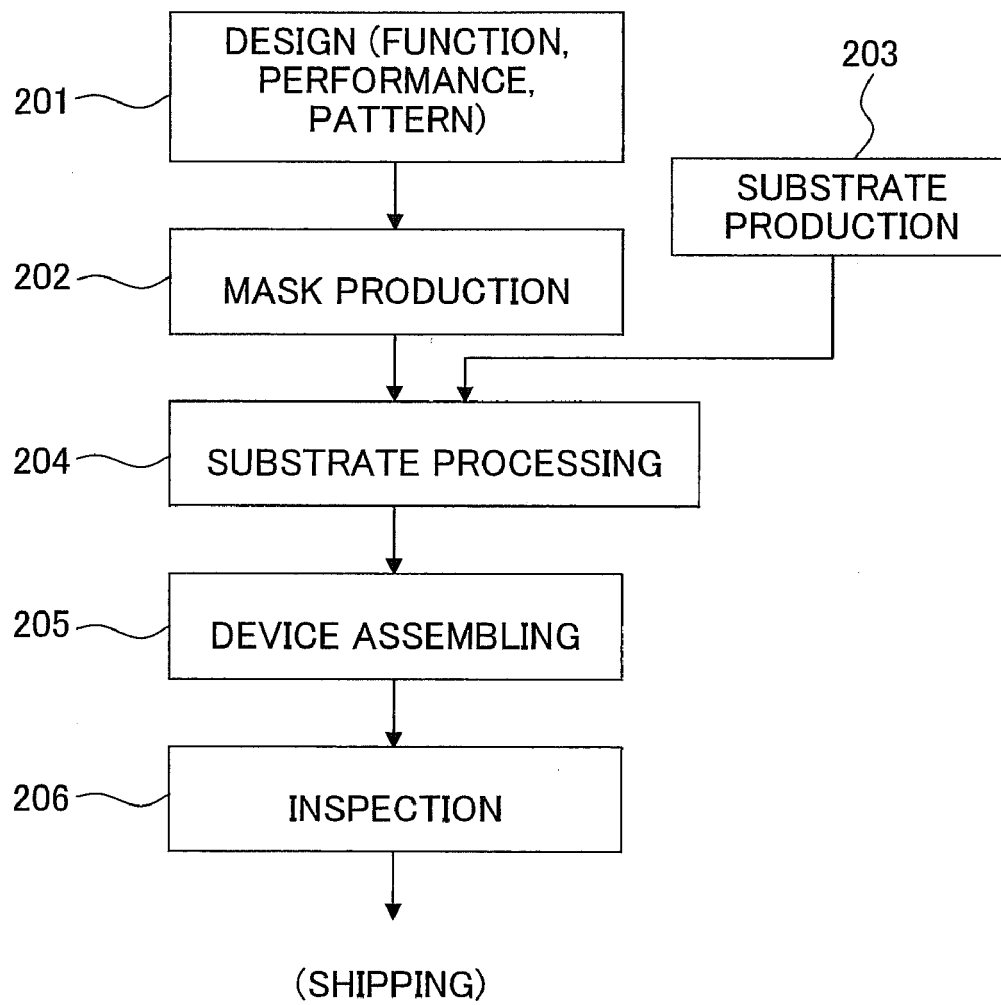 201
DESIGN (FUNCTION,
PERFORMANCE,
PATTERN)
203
SUBSTRATE
PRODUCTION
202
MASK PRODUCTION
204
SUBSTRATE PROCESSING
205
DEVICE ASSEMBLING
206
INSPECTION
(SHIPPING)